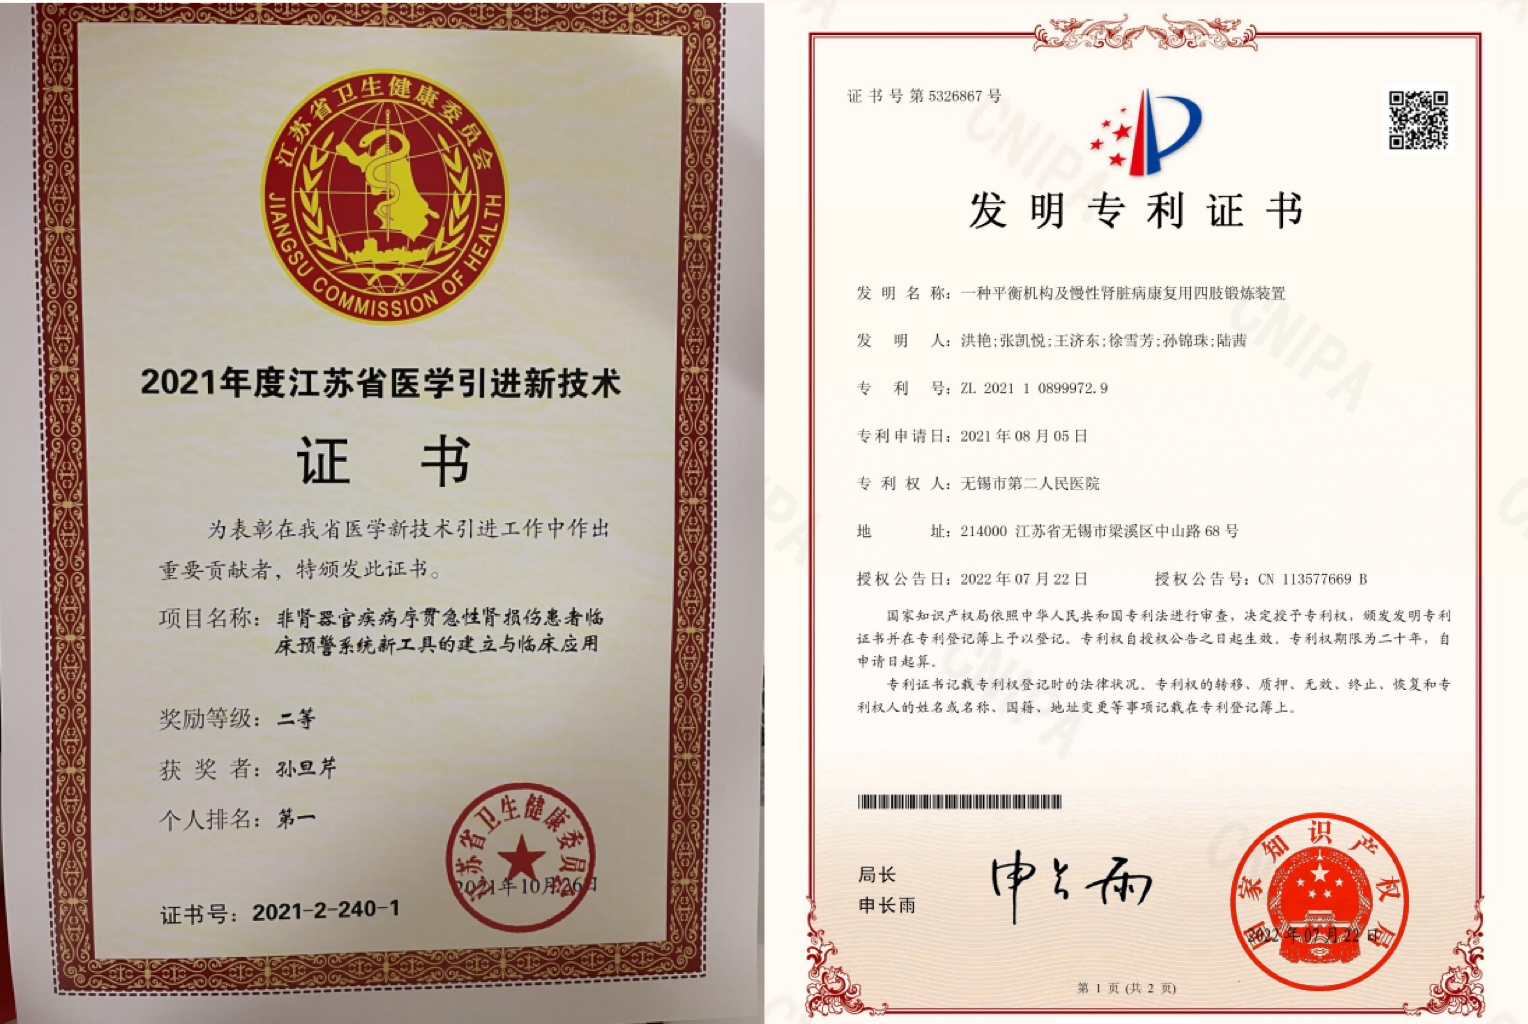 江苏省卫生健康委员会
JIANGSU COMMISSION OF HEALTH
2021年度江苏省医学引进新技术
证 书
为表彰在我省医学新技术引进工作中作出
重要贡献者，特颁发此证书。
项目名称：非肾器官疾病序贯急性肾损伤患者临
床预警系统新工具的建立与临床应用
奖励等级：二等
获 奖 者：孙旦芹
个人排名：第一
江苏省卫生健康委员会
2021年10月26日
证书号：2021-2-240-1
证书号第5326867号
发明专利证书
发 明 名 称：一种平衡机构及慢性肾脏病康复用四肢锻炼装置
发 明 人：洪艳;张凯悦;王济东;徐雪芳;孙锦珠;陆茜
专 利 号：ZL 2021 1 0899972.9
专利申请日：2021年08月05日
专 利 权 人：无锡市第二人民医院
地 址：214000 江苏省无锡市梁溪区中山路68号
授权公告日：2022年07月22日 授权公告号：CN 113577669 B
国家知识产权局依照中华人民共和国专利法进行审查，决定授予专利权，颁发发明专利
证书并在专利登记簿上予以登记。专利权自授权公告之日起生效。专利权期限为二十年，自
申请日起算。
专利证书记载专利权登记时的法律状况。专利权的转移、质押、无效、终止、恢复和专
利权人的姓名或名称、国籍、地址变更等事项记载在专利登记簿上。
局长
申长雨
申长雨
国家知识产权局
2022年07月22日
第 1 页 (共 2 页)
CNIPA
CNIPA
CNIPA